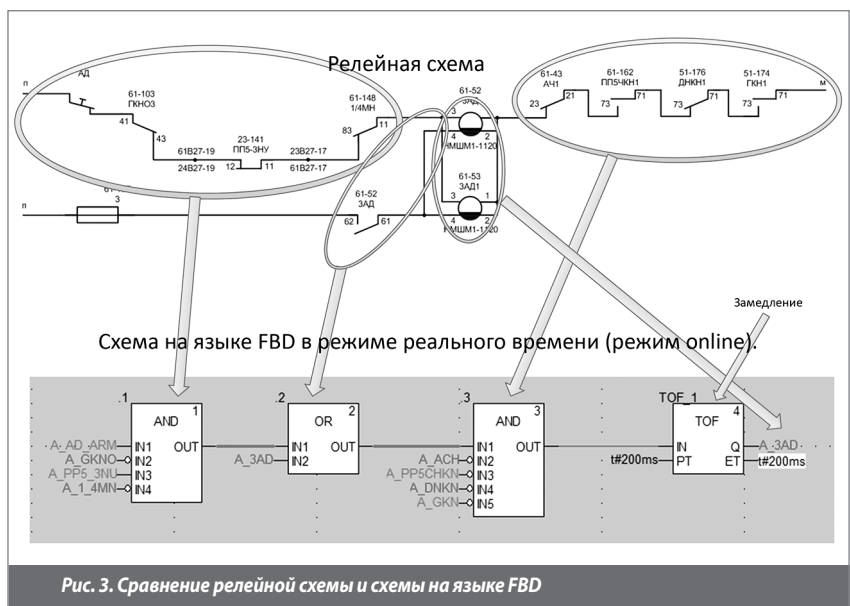 Релейная схема
п
АД
61-103
ГКНО3
41
43
61В27-19
24В27-19
23-141
ПП5-3НУ
12
11
23В27-17
61В27-17
61-148
1/4МН
83
11
61-52
ЗАД
3
4
2
НМШМ1-1120
61-53
ЗАД1
3
1
4
2
НМШМ1-1120
61-52
ЗАД
62
61
п
3
61-43
АЧ1
23
21
61-162
ПП5ЧКН1
73
71
51-176
ДНКН1
73
71
51-174
ГКН1
73
71
м
Замедление
Схема на языке FBD в режиме реального времени (режим online).
.1
1
AND
A_AD_ARM
IN1
OUT
A_GKNO
IN2
A_PP5_3NU
IN3
A_1_4MN
IN4
.2
2
OR
IN1
OUT
A_3AD
IN2
.3
3
AND
IN1
OUT
A_ACH
IN2
A_PP5CHKN
IN3
A_DNKN
IN4
A_GKN
IN5
TOF_1
4
TOF
IN
Q
A_3AD
t#200ms
PT
ET
t#200ms
Рис. 3. Сравнение релейной схемы и схемы на языке FBD